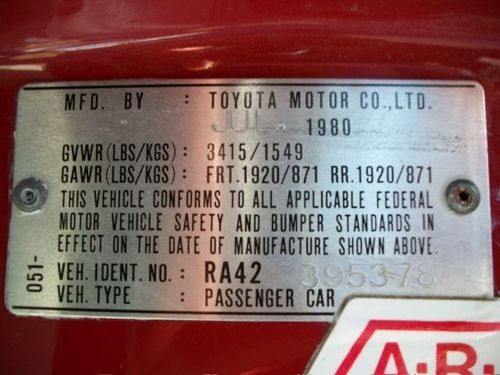 MFD. BY : TOYOTA MOTOR CO.,LTD.
JUL. 1980
GVWR(LBS/KGS): 3415/1549
GAWR(LBS/KGS): FRT.1920/871 RR.1920/871
THIS VEHICLE CONFORMS TO ALL APPLICABLE FEDERAL
MOTOR VEHICLE SAFETY AND BUMPER STANDARDS IN
EFFECT ON THE DATE OF MANUFACTURE SHOWN ABOVE.
051-
VEH. IDENT. NO.: RA42 395378
VEH. TYPE : PASSENGER CAR
A.R.